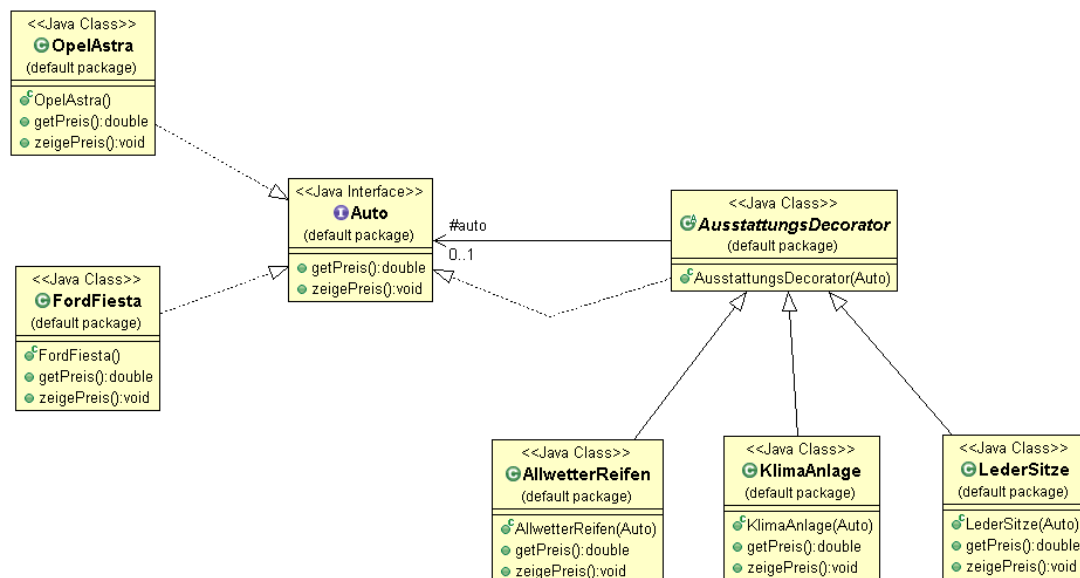 <<Java Class>>
OpelAstra
(default package)
OpelAstra()
getPreis():double
zeigePreis():void
<<Java Interface>>
Auto
(default package)
getPreis():double
zeigePreis():void
#auto
0..1
<<Java Class>>
AusstattungsDecorator
(default package)
AusstattungsDecorator(Auto)
<<Java Class>>
FordFiesta
(default package)
FordFiesta()
getPreis():double
zeigePreis():void
<<Java Class>>
AllwetterReifen
(default package)
AllwetterReifen(Auto)
getPreis():double
zeigePreis():void
<<Java Class>>
KlimaAnlage
(default package)
KlimaAnlage(Auto)
getPreis():double
zeigePreis():void
<<Java Class>>
LederSitze
(default package)
LederSitze(Auto)
getPreis():double
zeigePreis():void